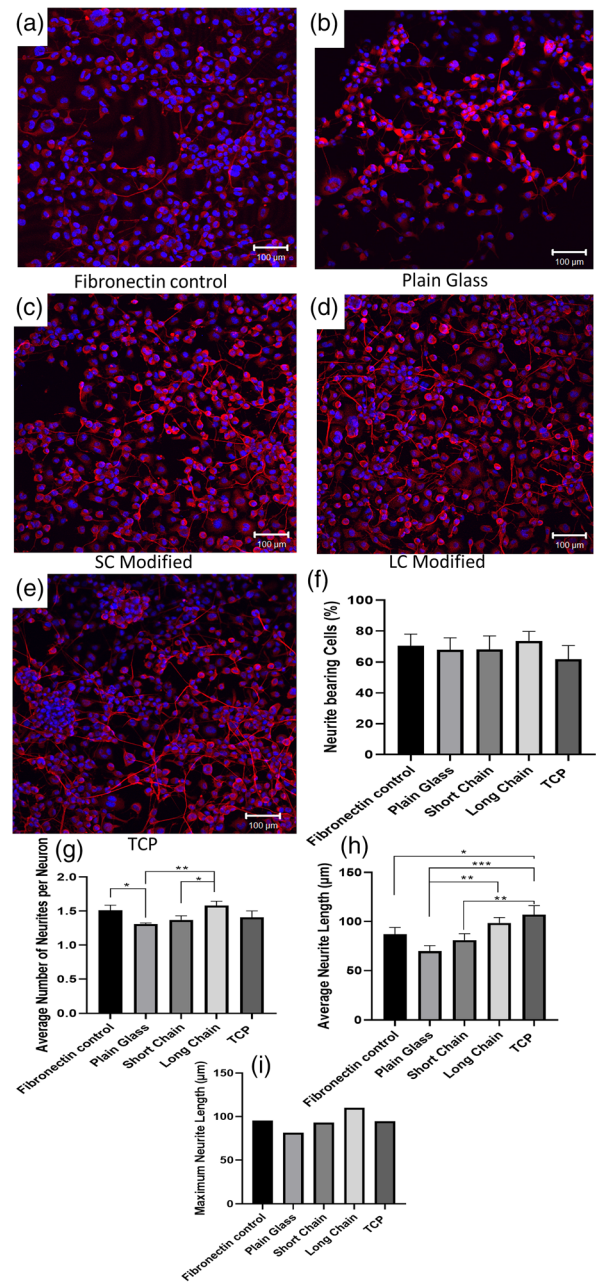 (a)
(b)
100 µm
100 µm
Fibronectin control
Plain Glass
(c)
(d)
100 µm
100 µm
SC Modified
LC Modified
(e)
100 µm
TCP
(f)
Neurite bearing Cells (%)
100
80
60
40
20
0
Fibronectin control
Plain Glass
Short Chain
Long Chain
TCP
(g)
Average Number of Neurites per Neuron
2.0
1.5
1.0
0.5
0.0
*
**
*
Fibronectin control
Plain Glass
Short Chain
Long Chain
TCP
(h)
Average Neurite Length (µm)
150
100
50
0
*
***
**
**
Fibronectin control
Plain Glass
Short Chain
Long Chain
TCP
(i)
Maximum Neurite Length (µm)
150
100
50
0
Fibronectin control
Plain Glass
Short Chain
Long Chain
TCP